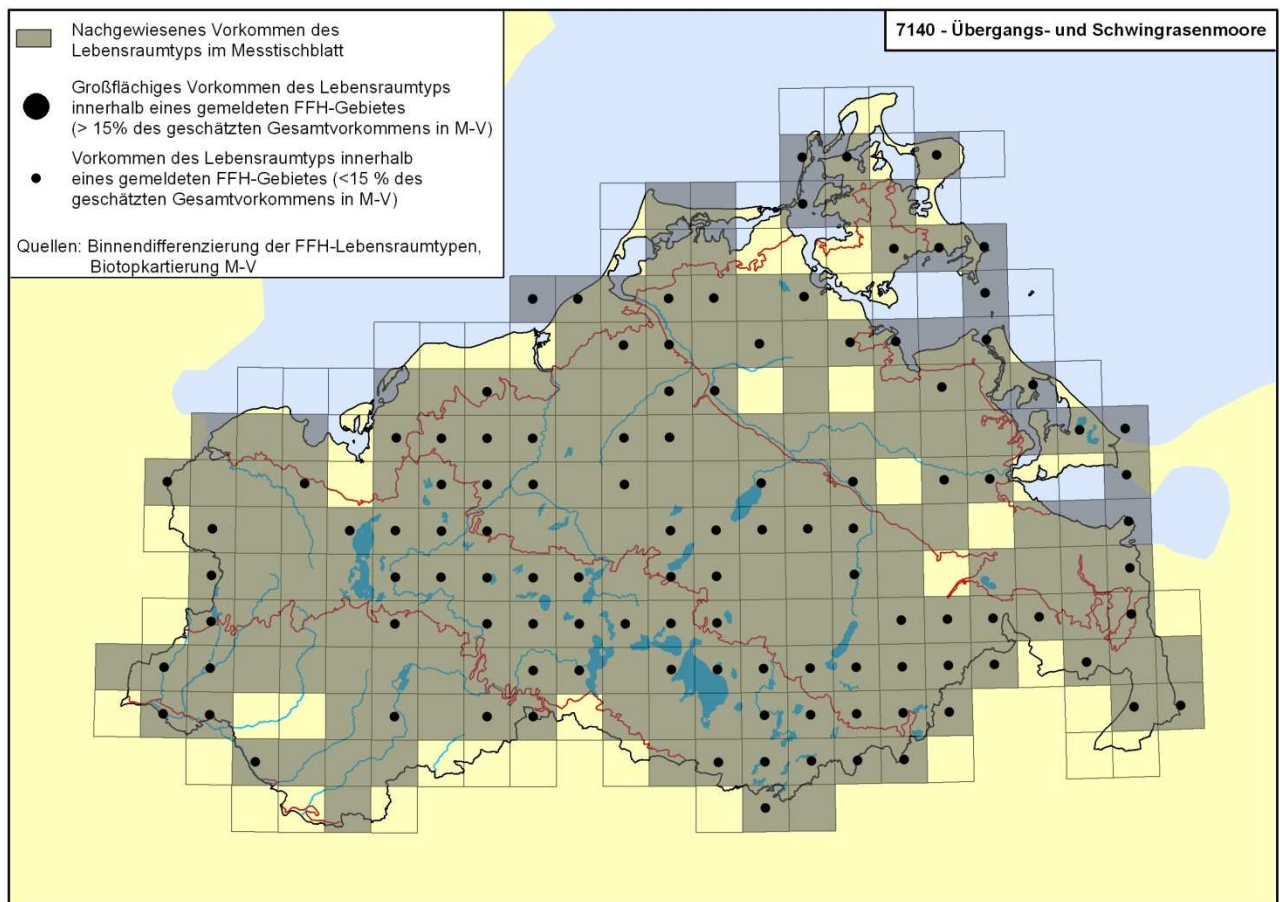 Nachgewiesenes Vorkommen des
Lebensraumtyps im Messtischblatt
Großflächiges Vorkommen des Lebensraumtyps
innerhalb eines gemeldeten FFH-Gebietes
(> 15% des geschätzten Gesamtvorkommens in M-V)
Vorkommen des Lebensraumtyps innerhalb
eines gemeldeten FFH-Gebietes (<15 % des
geschätzten Gesamtvorkommens in M-V)
Quellen: Binnendifferenzierung der FFH-Lebensraumtypen,
Biotopkartierung M-V
7140 - Übergangs- und Schwingrasenmoore